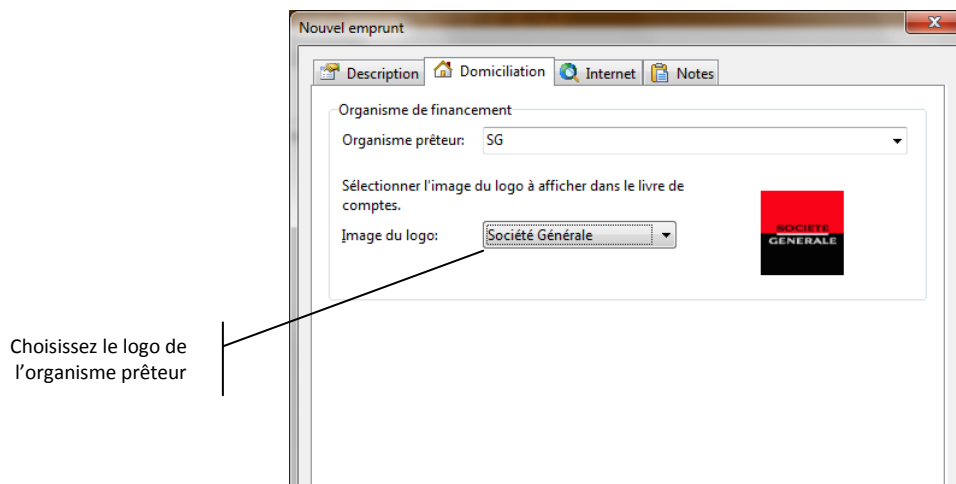 Nouvel emprunt
Description Domiciliation Internet Notes
Organisme de financement
Organisme prêteur: SG
Sélectionner l'image du logo à afficher dans le livre de
comptes.
Image du logo: Société Générale
SOCIETE
GENERALE
Choisissez le logo de
l’organisme prêteur